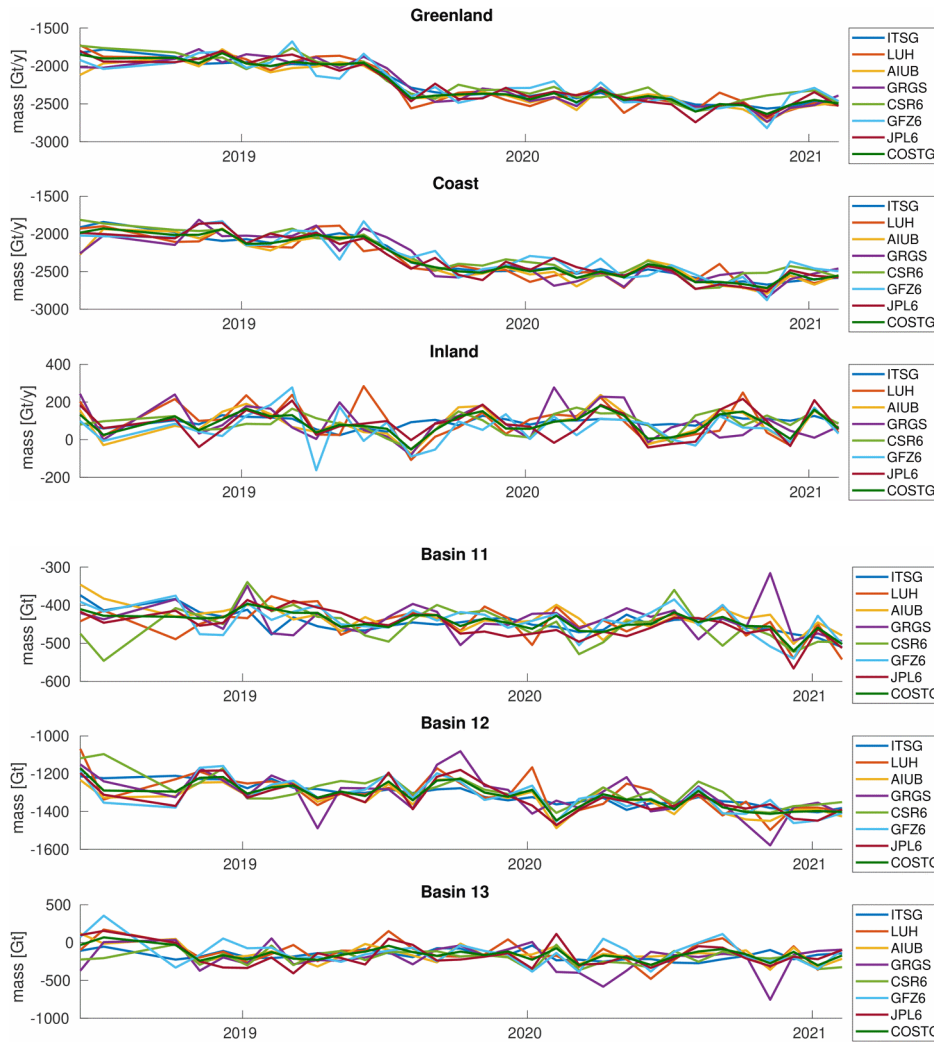 Greenland
mass [Gt/y]
-1500
-2000
-2500
-3000
2019
2020
2021
ITSG
LUH
AIUB
GRGS
CSR6
GFZ6
JPL6
COSTG
Coast
mass [Gt/y]
-1500
-2000
-2500
-3000
2019
2020
2021
ITSG
LUH
AIUB
GRGS
CSR6
GFZ6
JPL6
COSTG
Inland
mass [Gt/y]
400
200
0
-200
2019
2020
2021
ITSG
LUH
AIUB
GRGS
CSR6
GFZ6
JPL6
COSTG
Basin 11
mass [Gt]
-300
-400
-500
-600
2019
2020
2021
ITSG
LUH
AIUB
GRGS
CSR6
GFZ6
JPL6
COSTG
Basin 12
mass [Gt]
-1000
-1200
-1400
-1600
2019
2020
2021
ITSG
LUH
AIUB
GRGS
CSR6
GFZ6
JPL6
COSTG
Basin 13
mass [Gt]
500
0
-500
-1000
2019
2020
2021
ITSG
LUH
AIUB
GRGS
CSR6
GFZ6
JPL6
COSTG